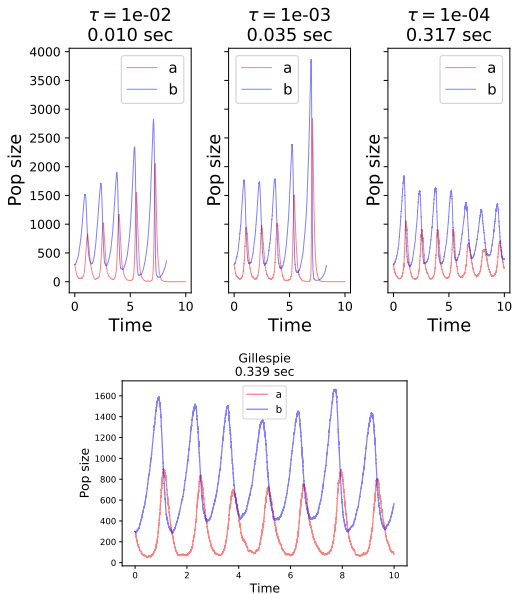 τ = 1e-02
0.010 sec
τ = 1e-03
0.035 sec
τ = 1e-04
0.317 sec
Pop size
4000
3500
3000
2500
2000
1500
1000
500
0
a
b
0
5
10
Time
Pop size
a
b
0
5
10
Time
Pop size
a
b
0
5
10
Time
Gillespie
0.339 sec
Pop size
1600
1400
1200
1000
800
600
400
200
0
a
b
0
2
4
6
8
10
Time